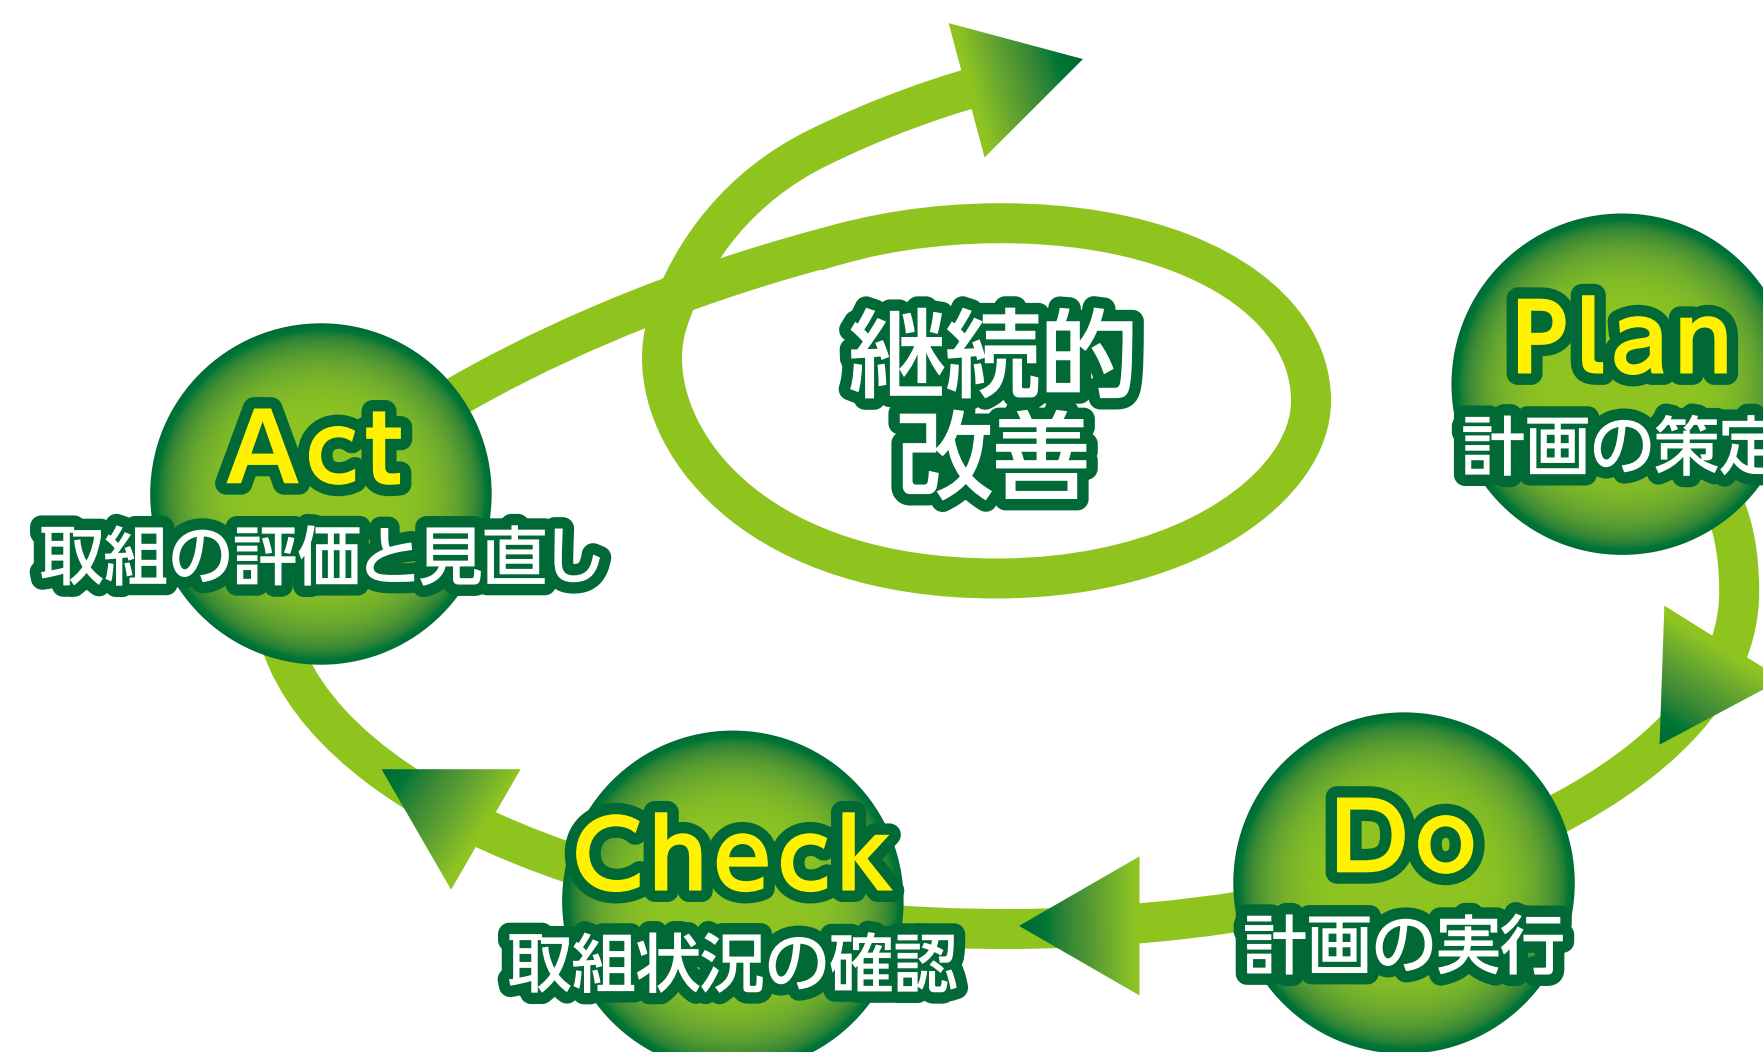 継続的
改善
Plan
計画の策定
Do
計画の実行
Check
取組状況の確認
Act
取組の評価と見直し